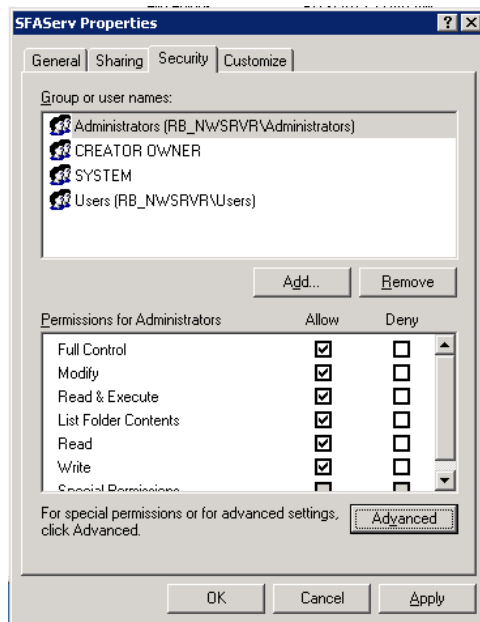 SFAServ Properties
General Sharing Security Customize
Group or user names:
Administrators (RB_NWSRVR\Administrators)
CREATOR OWNER
SYSTEM
Users (RB_NWSRVR\Users)
Add... Remove
Permissions for Administrators Allow Deny
Full Control
Modify
Read & Execute
List Folder Contents
Read
Write
Special Permissions
For special permissions or for advanced settings, Advanced
click Advanced.
OK Cancel Apply